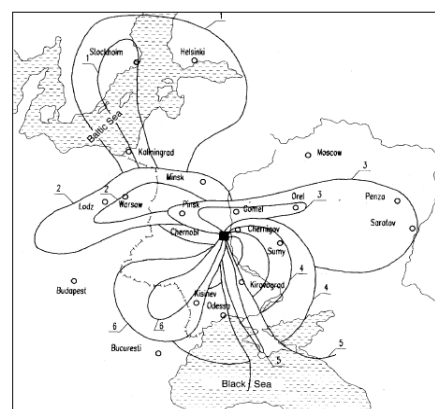 1
Stockholm
Helsinki
1
Baltic Sea
Kaliningrad
Moscow
Minsk
3
2
2
Warsaw
Lodz
Pinsk
Gomel
Orel
3
Penza
Chernobl
Chernigov
Saratov
Sumy
4
4
Budapest
Kirovograd
Kisinev
Odessa
6
6
Bucuresti
5
5
Black Sea